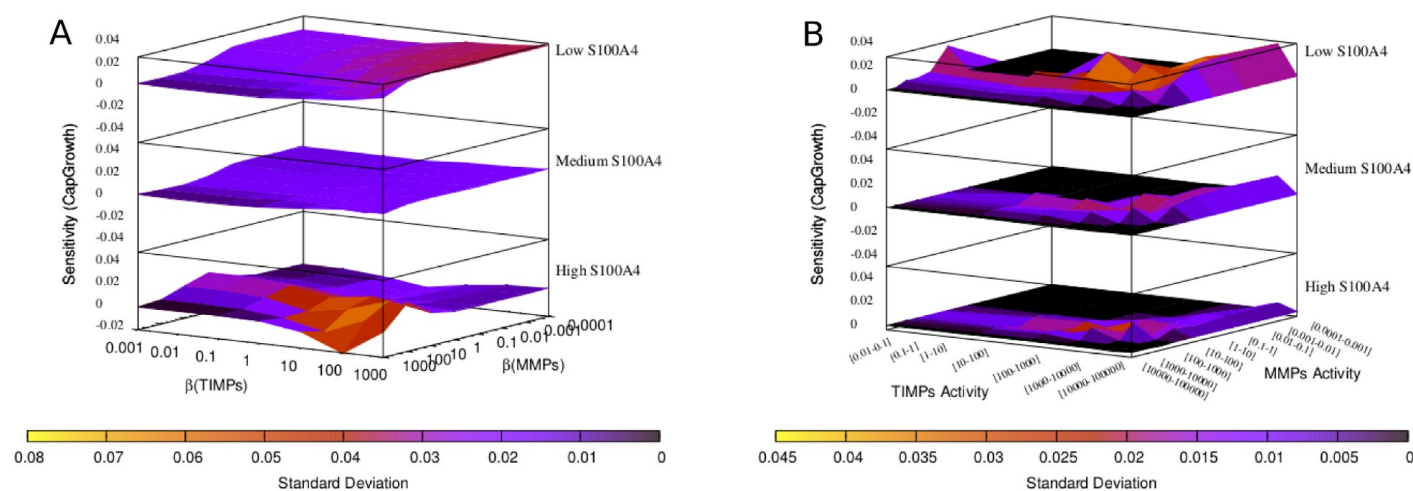 A
0.04
0.02
0
-0.02
-0.04
0.04
0.02
0
-0.02
-0.04
0.04
0.02
0
-0.02
Sensitivity (CapGrowth)
Low S100A4
Medium S100A4
High S100A4
0.001 0.01 0.1 1 10 100 1000
β(TIMPs)
1000 100 10 1 0.1 0.01 0.001 0.0001
β(MMPs)
0.08 0.07 0.06 0.05 0.04 0.03 0.02 0.01 0
Standard Deviation
B
0.04
0.02
0
-0.02
-0.04
0.04
0.02
0
-0.02
-0.04
0.04
0.02
0
Sensitivity (CapGrowth)
Low S100A4
Medium S100A4
High S100A4
[0.01-0.1] [0.1-1] [1-10] [10-100] [100-1000] [1000-10000] [10000-100000]
TIMPs Activity
[10000-100000] [1000-10000] [100-1000] [10-100] [1-10] [0.1-1] [0.01-0.1] [0.001-0.01] [0.0001-0.001]
MMPs Activity
0.045 0.04 0.035 0.03 0.025 0.02 0.015 0.01 0.005 0
Standard Deviation